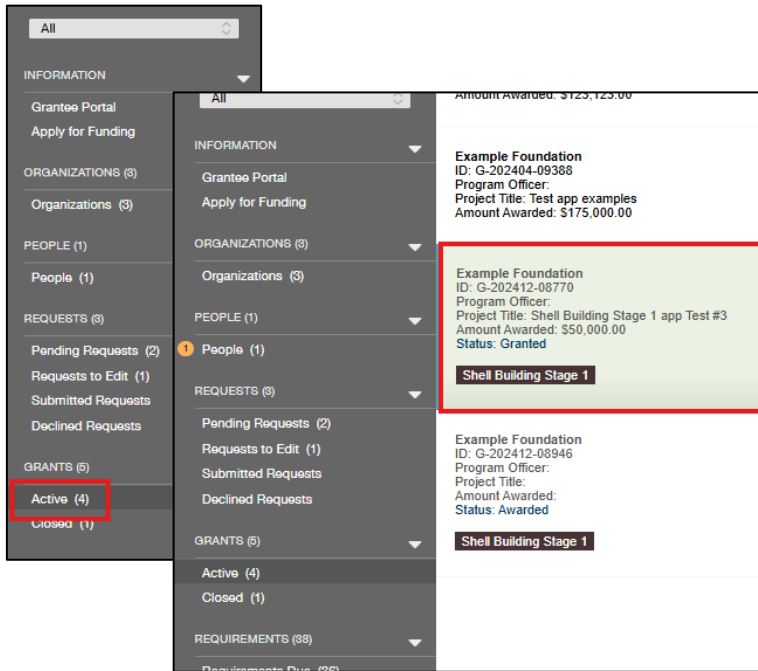 All
INFORMATION
Grantee Portal
Apply for Funding
ORGANIZATIONS (3)
Organizations (3)
PEOPLE (1)
People (1)
REQUESTS (3)
Pending Requests (2)
Requests to Edit (1)
Submitted Requests
Declined Requests
GRANTS (5)
Active (4)
Closed (1)
All
INFORMATION
Grantee Portal
Apply for Funding
ORGANIZATIONS (3)
Organizations (3)
PEOPLE (1)
1 People (1)
REQUESTS (3)
Pending Requests (2)
Requests to Edit (1)
Submitted Requests
Declined Requests
GRANTS (5)
Active (4)
Closed (1)
REQUIREMENTS (38)
Requirements Due (36)
Amount Awarded: $123,123.00
Example Foundation
ID: G-202404-09388
Program Officer:
Project Title: Test app examples
Amount Awarded: $175,000.00
Example Foundation
ID: G-202412-08770
Program Officer:
Project Title: Shell Building Stage 1 app Test #3
Amount Awarded: $50,000.00
Status: Granted
Shell Building Stage 1
Example Foundation
ID: G-202412-08946
Program Officer:
Project Title:
Amount Awarded:
Status: Awarded
Shell Building Stage 1